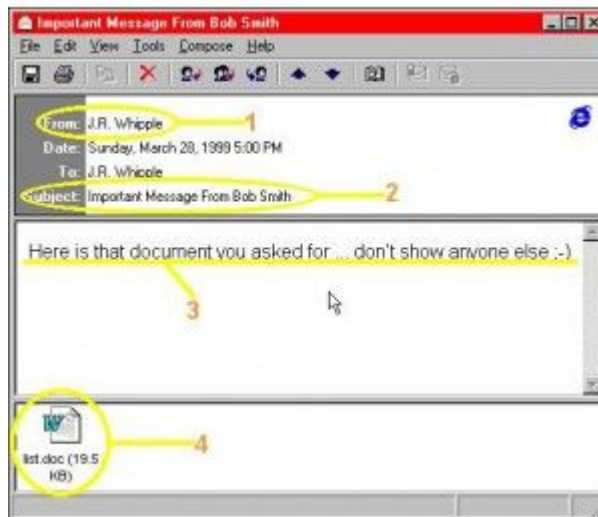 Important Message From Bob Smith
File Edit View Tools Compose Help
From: J.R. Whipple 1
Date: Sunday, March 28, 1999 5:00 PM
To: J.R. Whipple
Subject: Important Message From Bob Smith 2
Here is that document you asked for ... don't show anyone else ;-)
3
list.doc (19.5 KB) 4